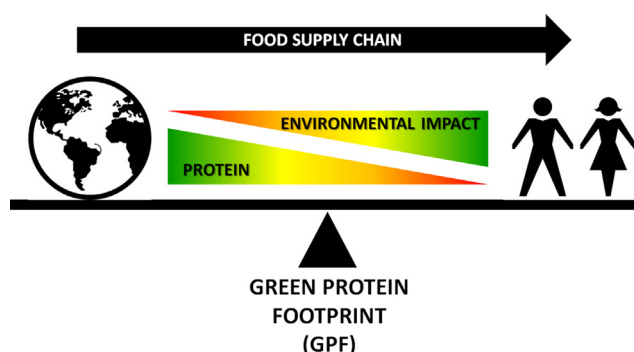 FOOD SUPPLY CHAIN
ENVIRONMENTAL IMPACT
PROTEIN
GREEN PROTEIN
FOOTPRINT
(GPF)